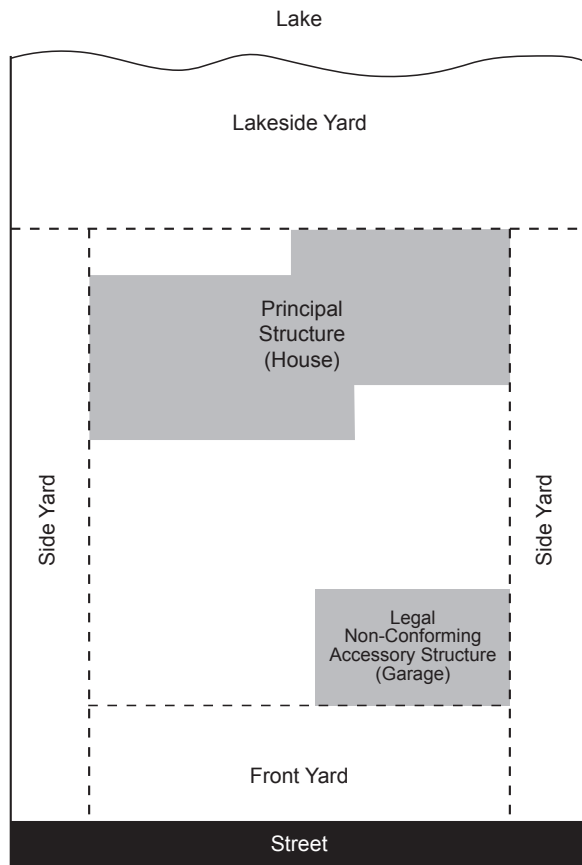 Lake
Lakeside Yard
Principal
Structure
(House)
Side Yard
Side Yard
Legal
Non-Conforming
Accessory Structure
(Garage)
Front Yard
Street